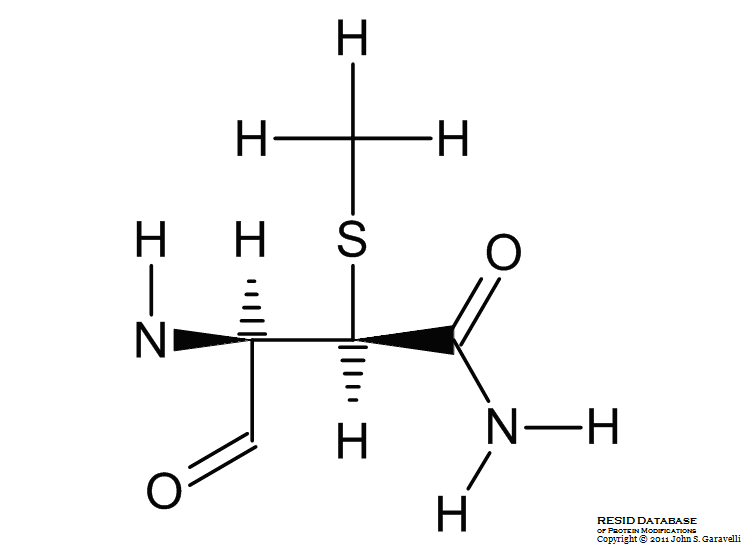 H
H H
H H S O
N
H N H
O
H
RESID DATABASE
OF PROTEIN MODIFICATIONS
Copyright © 2011 John S. Garavelli